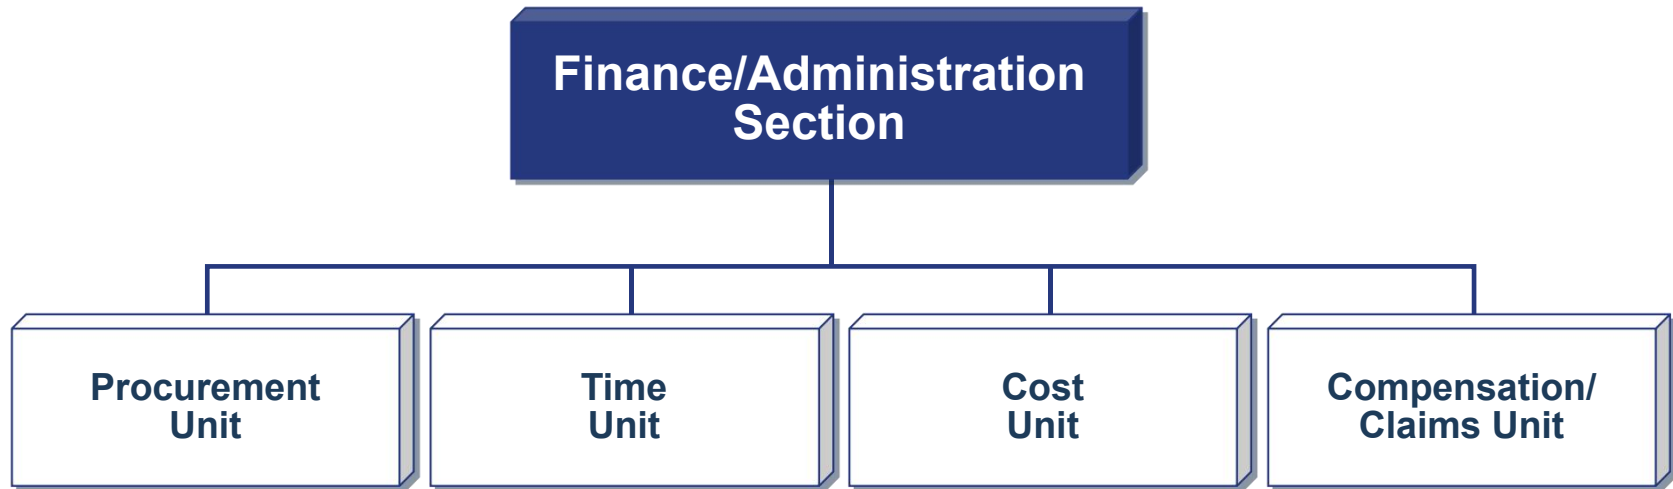 Finance/Administration
Section
Procurement
Unit
Time
Unit
Cost
Unit
Compensation/
Claims Unit